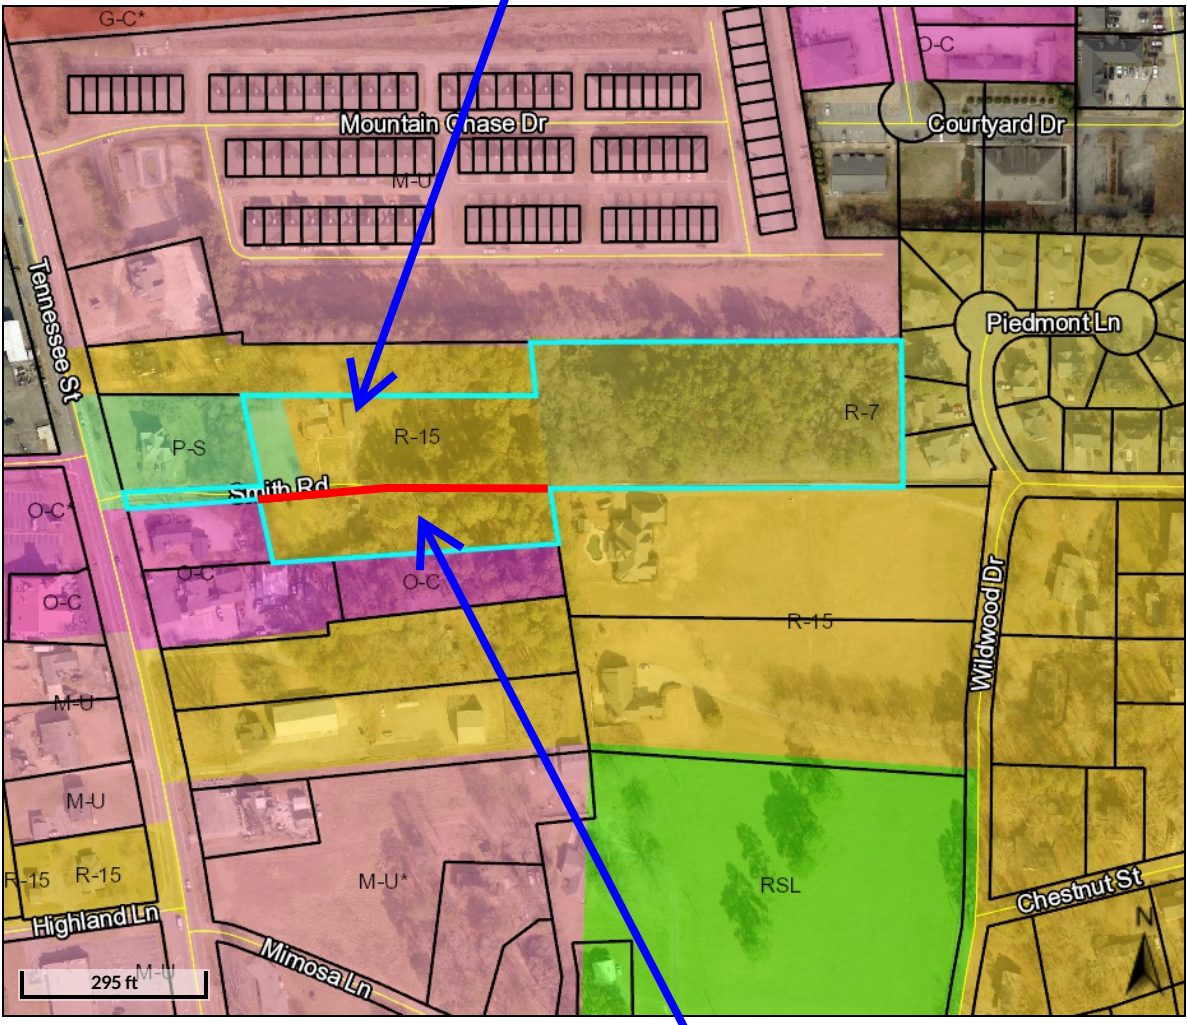 G-C*
O-C
Mountain Chase Dr
Courtyard Dr
M-U
Tennessee St
Piedmont Ln
R-7
R-15
P-S
Smith Rd
O-C*
O-C
O-C
O-C
R-15
Wildwood Dr
M-U
M-U
R-15
R-15
M-U*
RSL
Chestnut St
Highland Ln
N
Mimosa Ln
M-U
295 ft